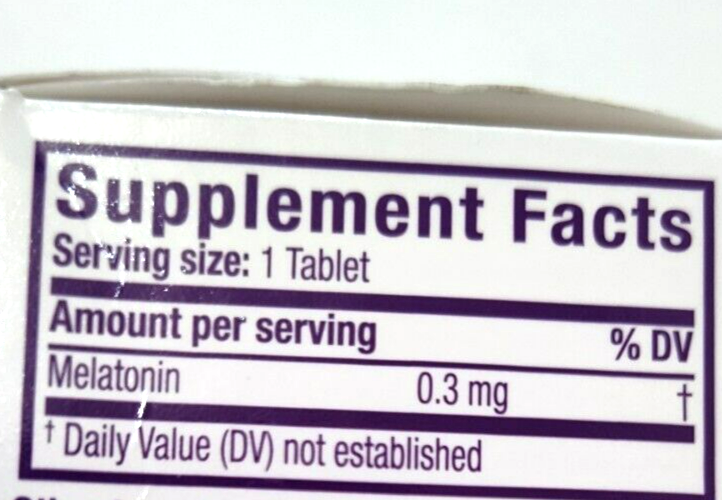 Supplement Facts
Serving size: 1 Tablet
Amount per serving % DV
Melatonin 0.3 mg †
† Daily Value (DV) not established